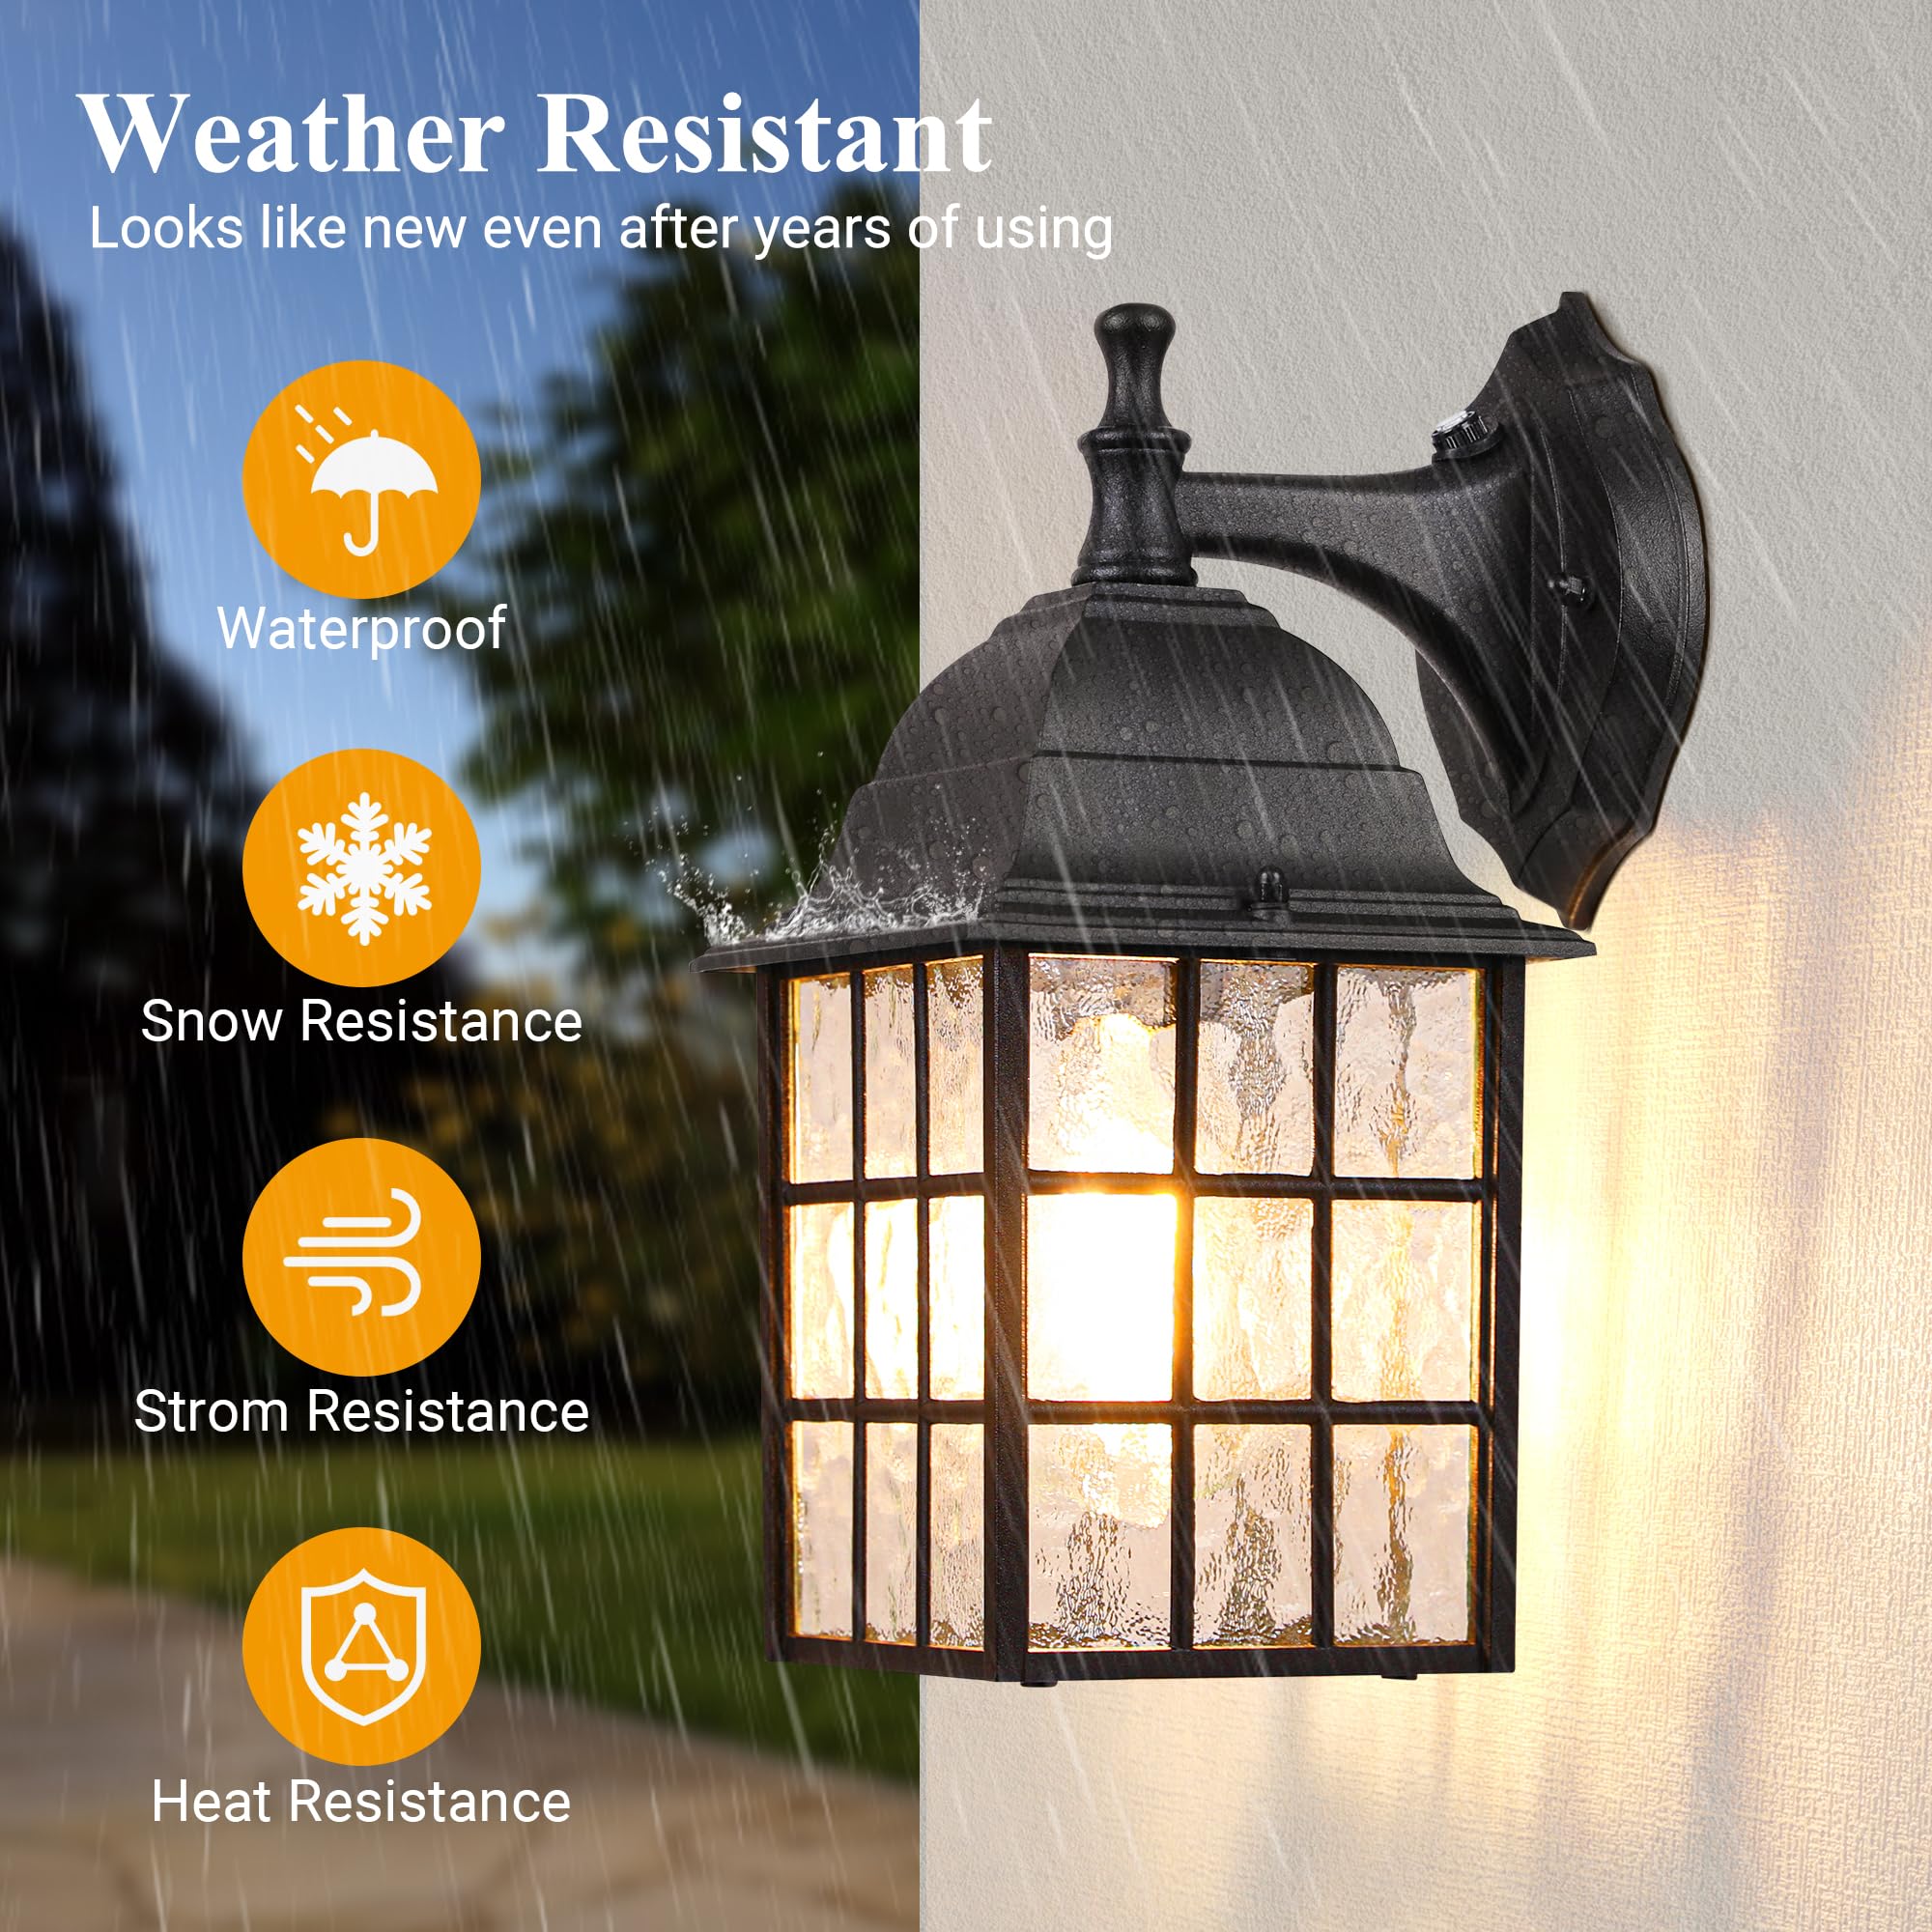 Weather Resistant
Looks like new even after years of using
Waterproof
Snow Resistance
Strom Resistance
Heat Resistance